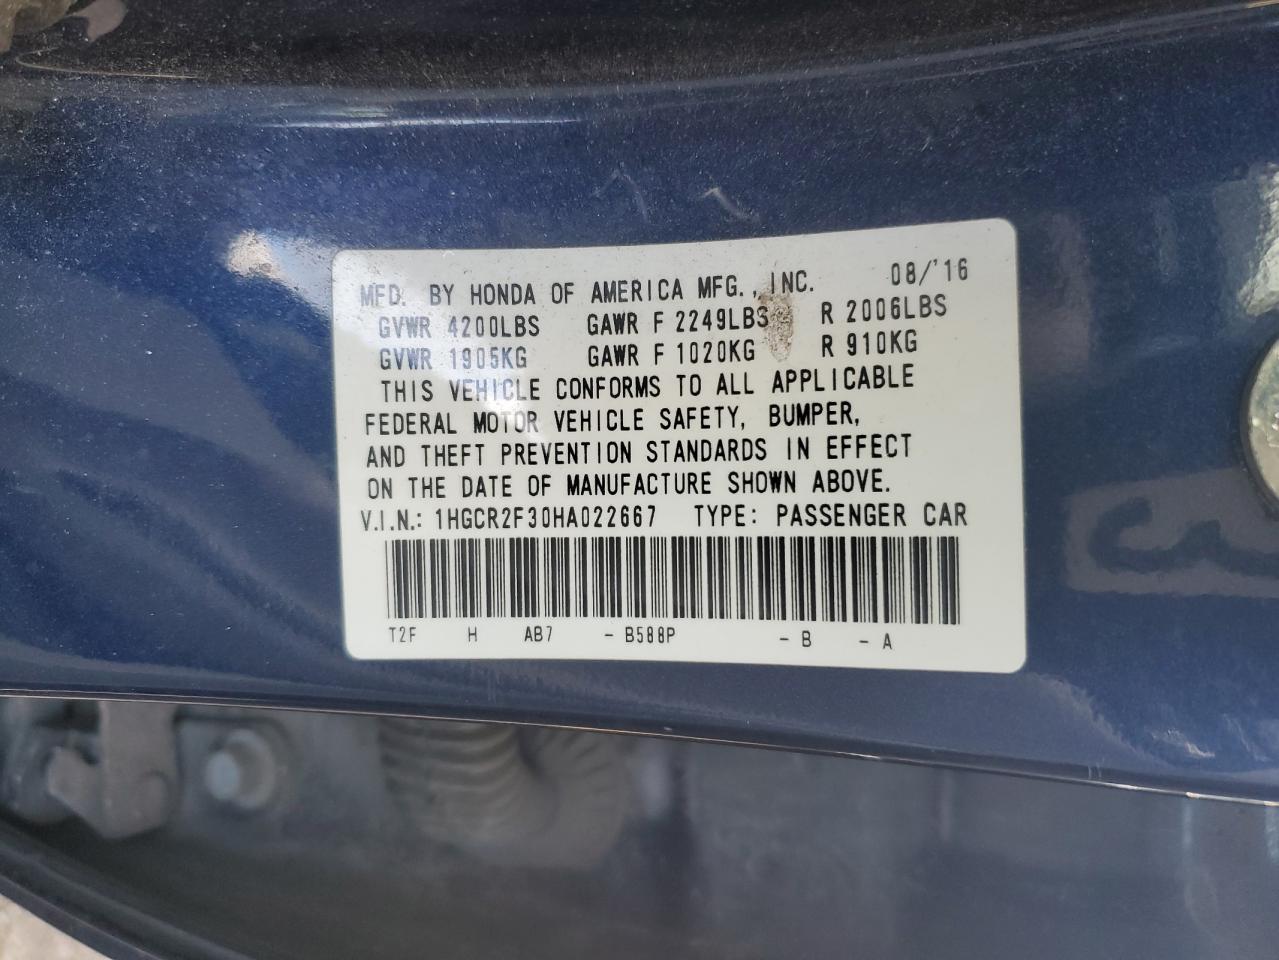 MFD. BY HONDA OF AMERICA MFG., INC. 08/'16
GVWR 4200LBS GAWR F 2249LBS R 2006LBS
GVWR 1905KG GAWR F 1020KG R 910KG
THIS VEHICLE CONFORMS TO ALL APPLICABLE
FEDERAL MOTOR VEHICLE SAFETY, BUMPER,
AND THEFT PREVENTION STANDARDS IN EFFECT
ON THE DATE OF MANUFACTURE SHOWN ABOVE.
V.I.N.: 1HGCR2F30HA022667 TYPE: PASSENGER CAR
T2F H AB7 - B588P - B - A